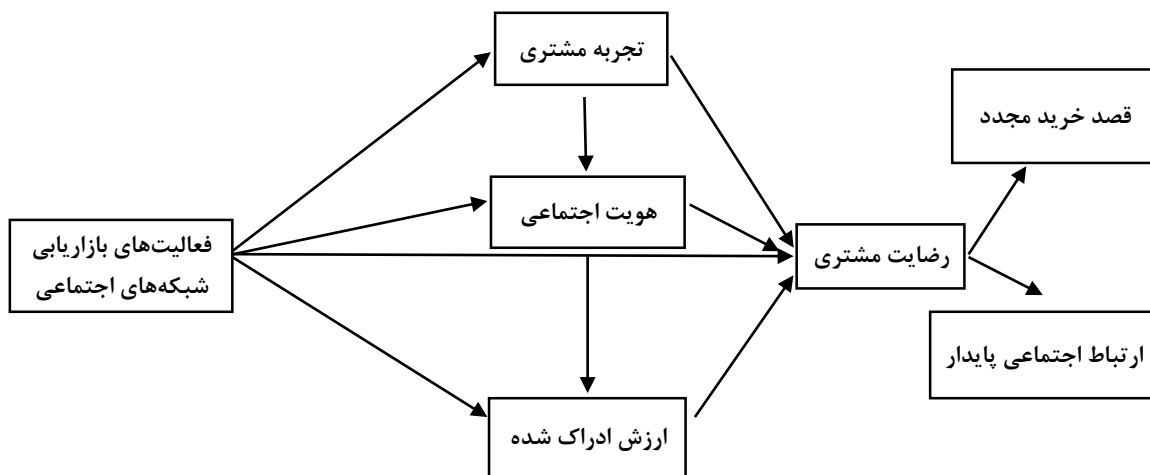 تجربه مشتری
قصد خرید مجدد
هویت اجتماعی
فعالیت‌های بازاریابی
شبکه‌های اجتماعی
رضایت مشتری
ارتباط اجتماعی پایدار
ارزش ادراک شده